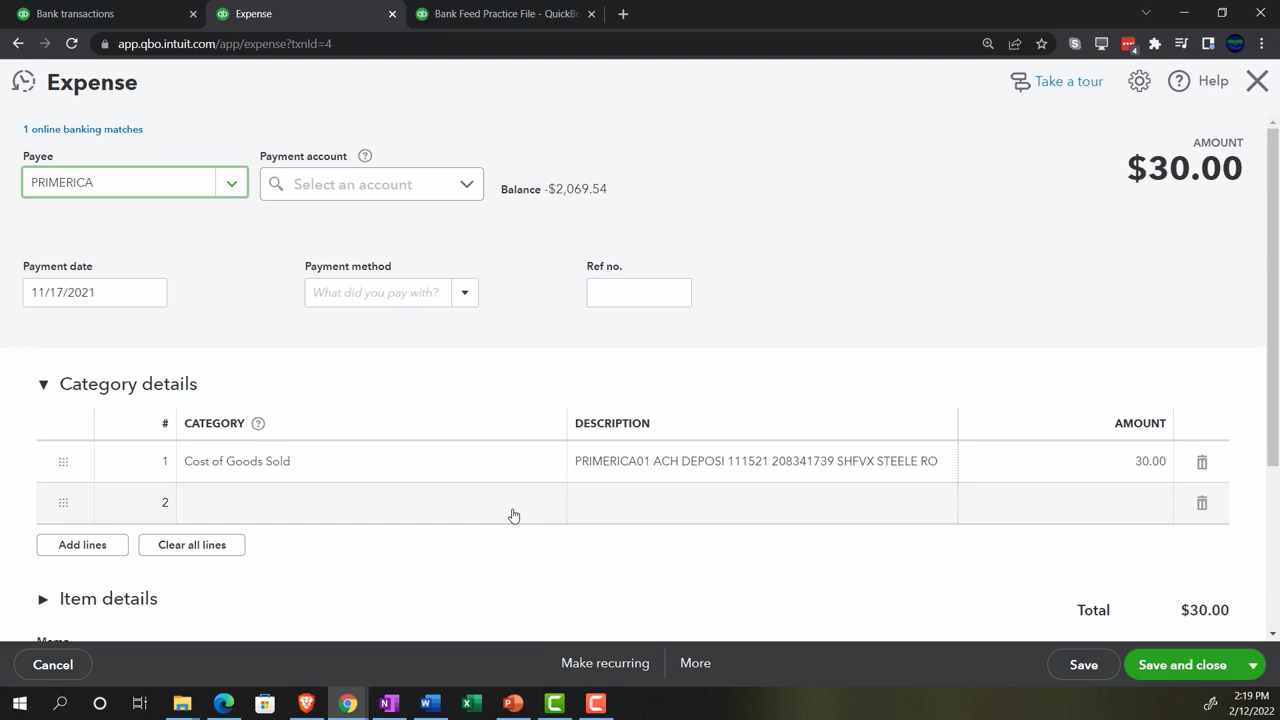 Bank transactions
Expense
Bank Feed Practice File - QuickBo
app.qbo.intuit.com/app/expense?txnId=4
4
Expense
Take a tour
Help
1 online banking matches
AMOUNT
$30.00
Payee
Payment account
PRIMERICA
Select an account
Balance -$2,069.54
Payment date
Payment method
Ref no.
11/17/2021
What did you pay with?
Category details
# CATEGORY DESCRIPTION AMOUNT
1 Cost of Goods Sold PRIMERICA01 ACH DEPOSI 111521 208341739 SHFVX STEELE RO 30.00
2
Add lines
Clear all lines
Item details
Total $30.00
Memo
Cancel
Make recurring
More
Save
Save and close
2:19 PM
2/12/2022